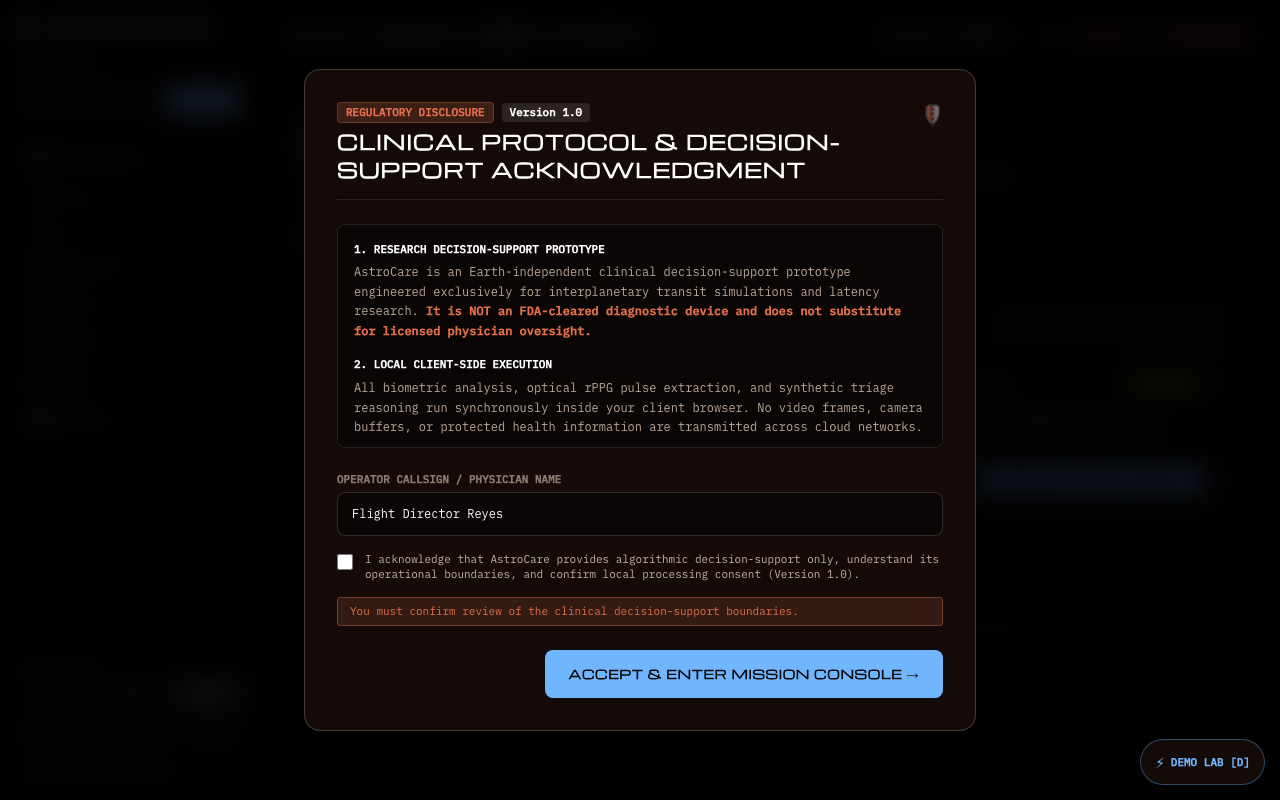 REGULATORY DISCLOSURE Version 1.0
CLINICAL PROTOCOL & DECISION-
SUPPORT ACKNOWLEDGMENT
1. RESEARCH DECISION-SUPPORT PROTOTYPE
AstroCare is an Earth-independent clinical decision-support prototype
engineered exclusively for interplanetary transit simulations and latency
research. It is NOT an FDA-cleared diagnostic device and does not substitute
for licensed physician oversight.
2. LOCAL CLIENT-SIDE EXECUTION
All biometric analysis, optical rPPG pulse extraction, and synthetic triage
reasoning run synchronously inside your client browser. No video frames, camera
buffers, or protected health information are transmitted across cloud networks.
OPERATOR CALLSIGN / PHYSICIAN NAME
Flight Director Reyes
I acknowledge that AstroCare provides algorithmic decision-support only, understand its
operational boundaries, and confirm local processing consent (Version 1.0).
You must confirm review of the clinical decision-support boundaries.
ACCEPT & ENTER MISSION CONSOLE →
⚡ DEMO LAB [D]